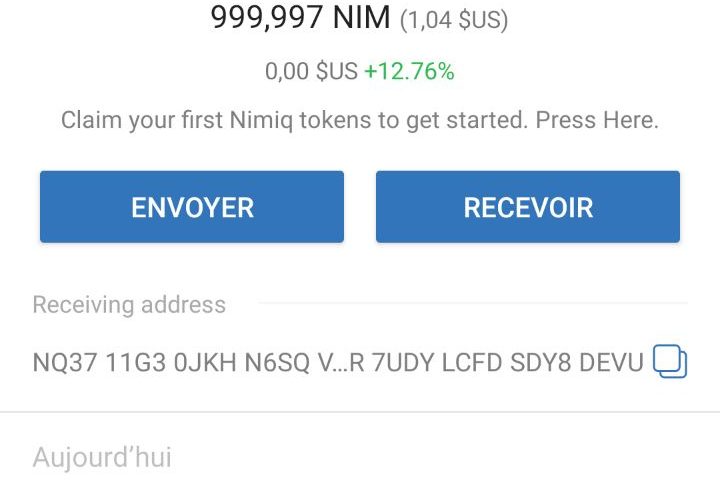 999,997 NIM (1,04 $US)
0,00 $US +12.76%
Claim your first Nimiq tokens to get started. Press Here.
ENVOYER RECEVOIR
Receiving address
NQ37 11G3 0JKH N6SQ V...R 7UDY LCFD SDY8 DEVU
Aujourd’hui